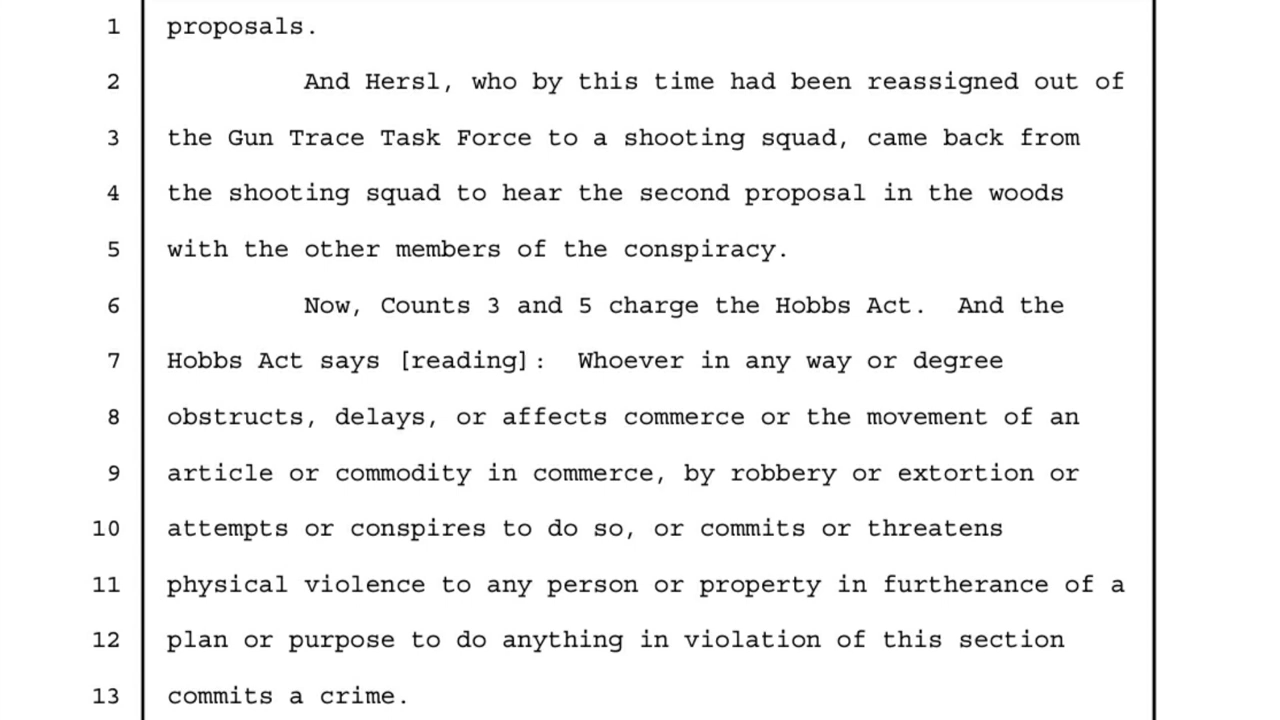 1 proposals.
2 And Hersl, who by this time had been reassigned out of
3 the Gun Trace Task Force to a shooting squad, came back from
4 the shooting squad to hear the second proposal in the woods
5 with the other members of the conspiracy.
6 Now, Counts 3 and 5 charge the Hobbs Act. And the
7 Hobbs Act says [reading]: Whoever in any way or degree
8 obstructs, delays, or affects commerce or the movement of an
9 article or commodity in commerce, by robbery or extortion or
10 attempts or conspires to do so, or commits or threatens
11 physical violence to any person or property in furtherance of a
12 plan or purpose to do anything in violation of this section
13 commits a crime.